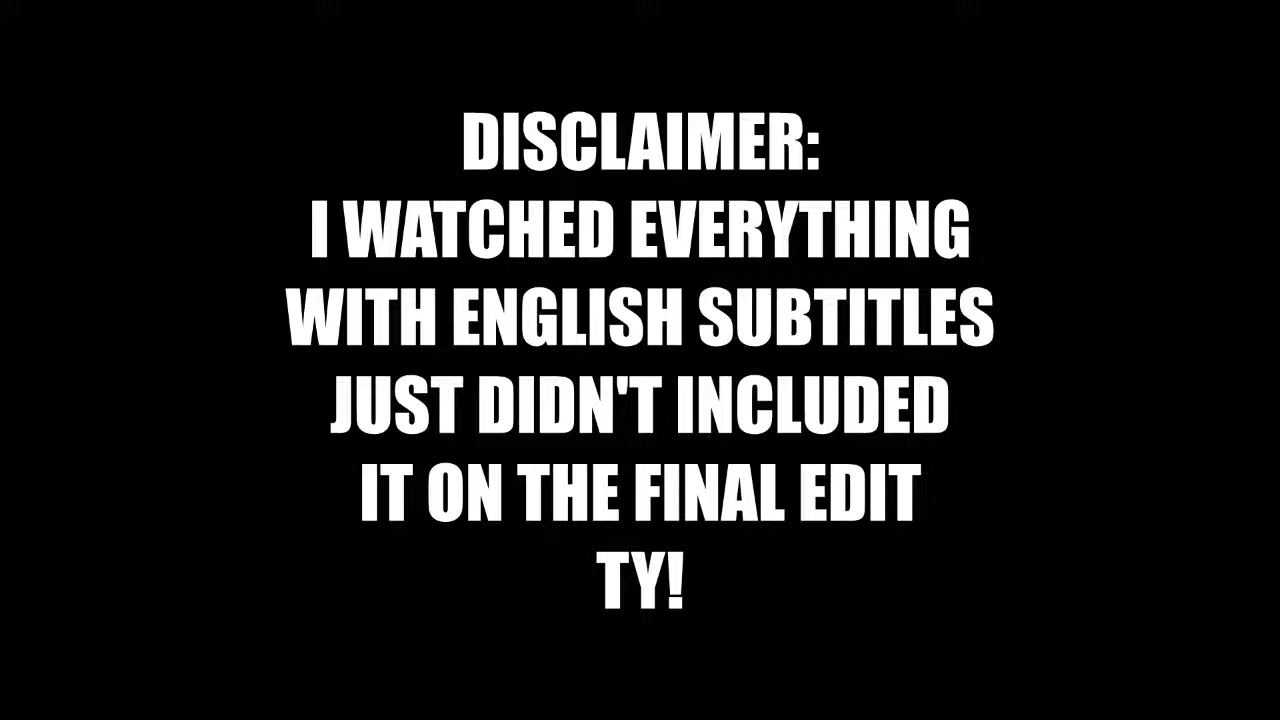 DISCLAIMER:
I WATCHED EVERYTHING
WITH ENGLISH SUBTITLES
JUST DIDN'T INCLUDED
IT ON THE FINAL EDIT
TY!